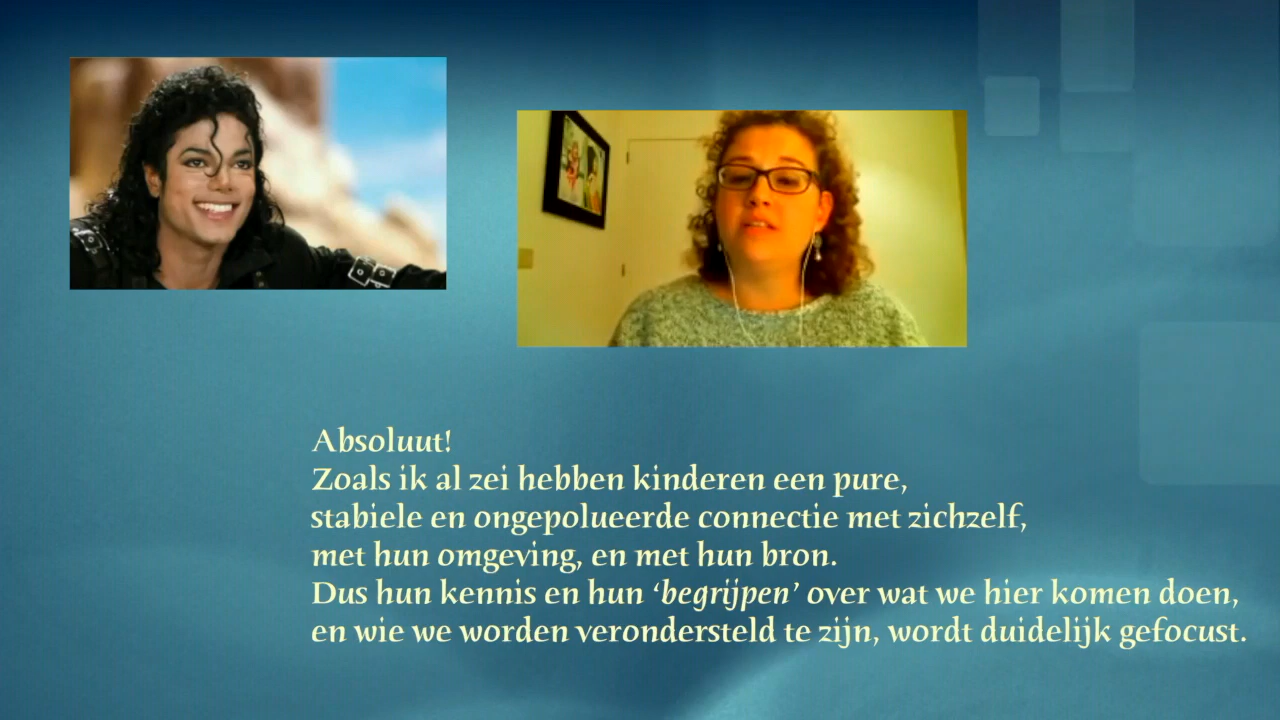 Absoluut!
Zoals ik al zei hebben kinderen een pure,
stabiele en ongepolueerde connectie met zichzelf,
met hun omgeving, en met hun bron.
Dus hun kennis en hun ‘begrijpen’ over wat we hier komen doen,
en wie we worden verondersteld te zijn, wordt duidelijk gefocust.